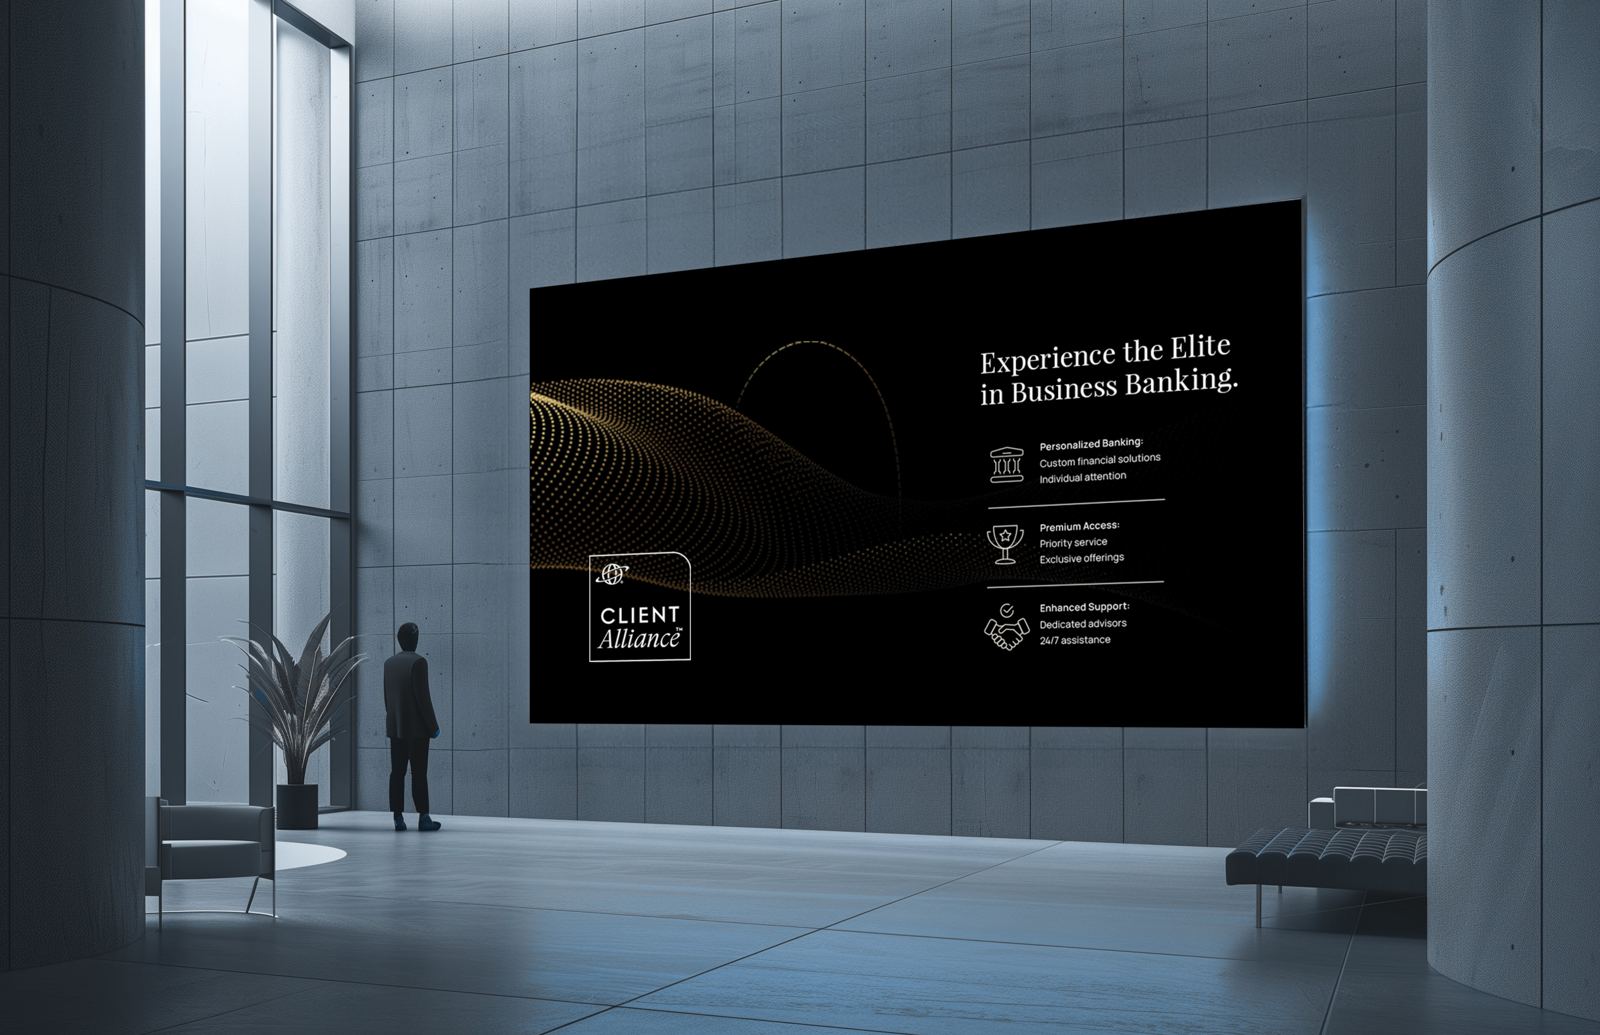 Experience the Elite
in Business Banking.
Personalized Banking:
Custom financial solutions
Individual attention
Premium Access:
Priority service
Exclusive offerings
Enhanced Support:
Dedicated advisors
24/7 assistance
CLIENT
Alliance™